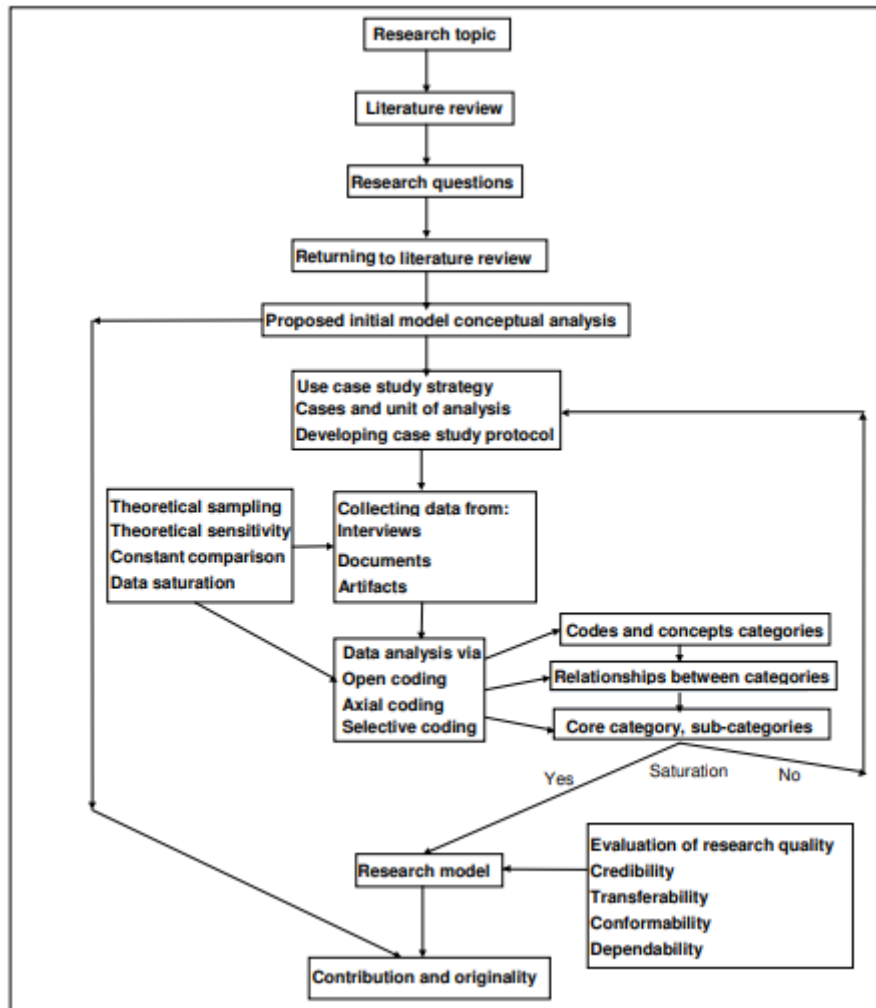 Research topic
Literature review
Research questions
Returning to literature review
Proposed initial model conceptual analysis
Use case study strategy
Cases and unit of analysis
Developing case study protocol
Theoretical sampling
Theoretical sensitivity
Constant comparison
Data saturation
Collecting data from:
Interviews
Documents
Artifacts
Data analysis via
Open coding
Axial coding
Selective coding
Codes and concepts categories
Relationships between categories
Core category, sub-categories
Yes
Saturation
No
Research model
Evaluation of research quality
Credibility
Transferability
Conformability
Dependability
Contribution and originality